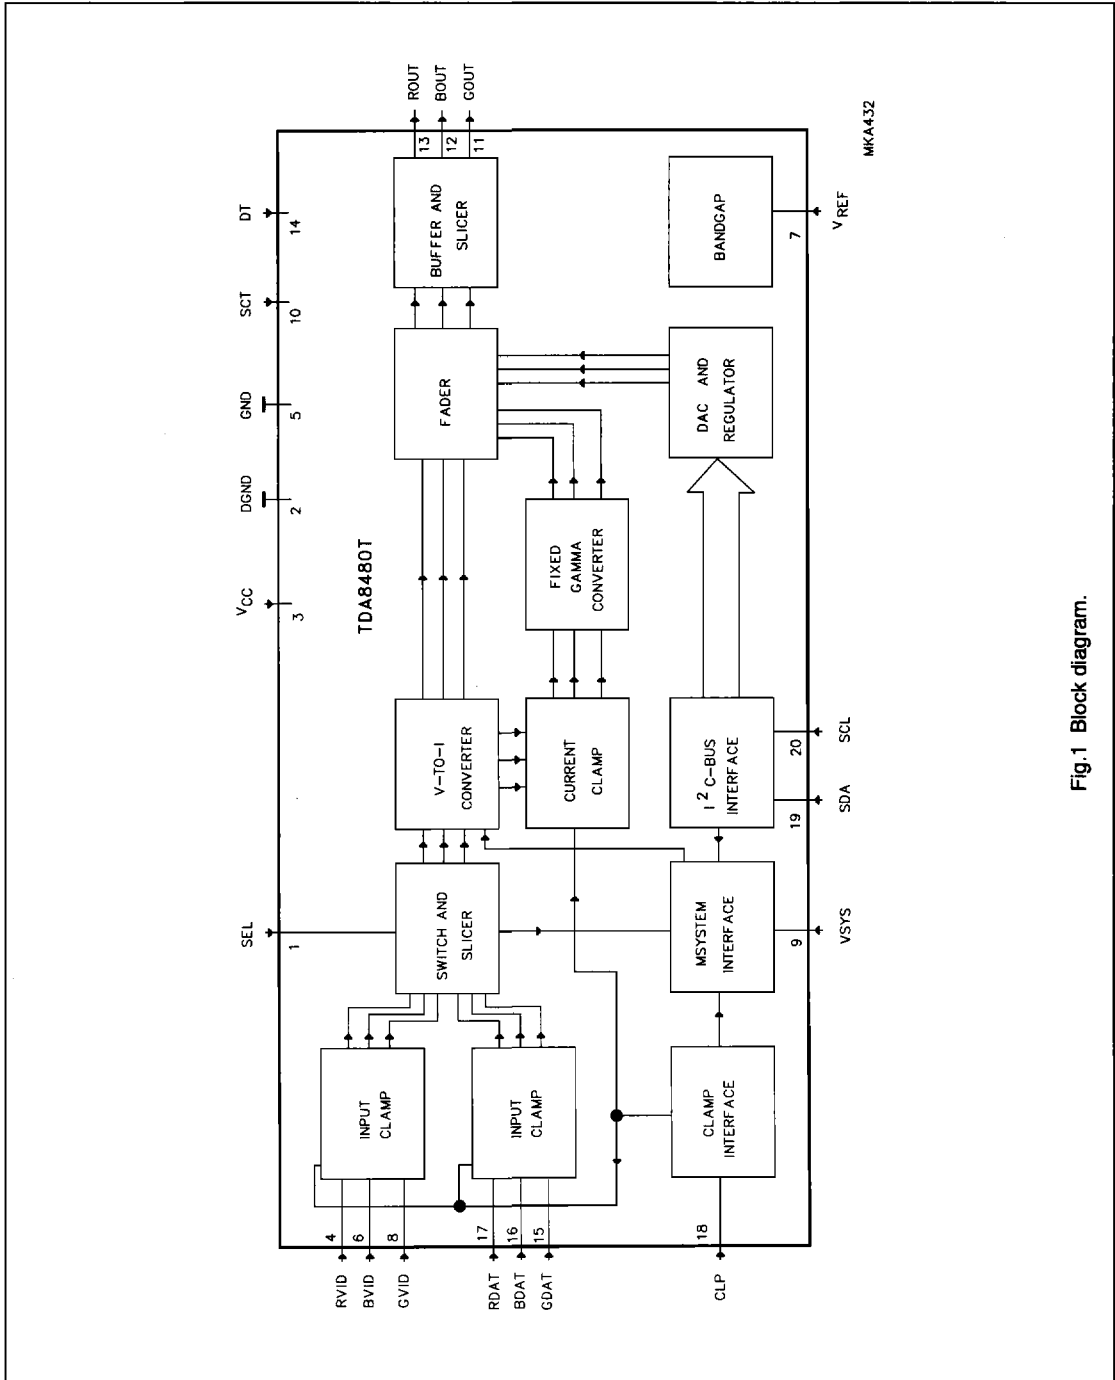 SEL
VCC
DGND
GND
SCT
DT
1
3
2
5
10
14
TDA8480T
RVID
4
BVID
6
GVID
8
INPUT
CLAMP
RDAT
17
BDAT
16
GDAT
15
INPUT
CLAMP
SWITCH AND
SLICER
V-TO-I
CONVERTER
FADER
BUFFER AND
SLICER
13
ROUT
12
BOUT
11
GOUT
CURRENT
CLAMP
FIXED
GAMMA
CONVERTER
CLP
18
CLAMP
INTERFACE
MSYSTEM
INTERFACE
I2C-BUS
INTERFACE
DAC AND
REGULATOR
BANDGAP
9
19
20
7
VSYS
SDA
SCL
VREF
MKA432
Fig.1 Block diagram.